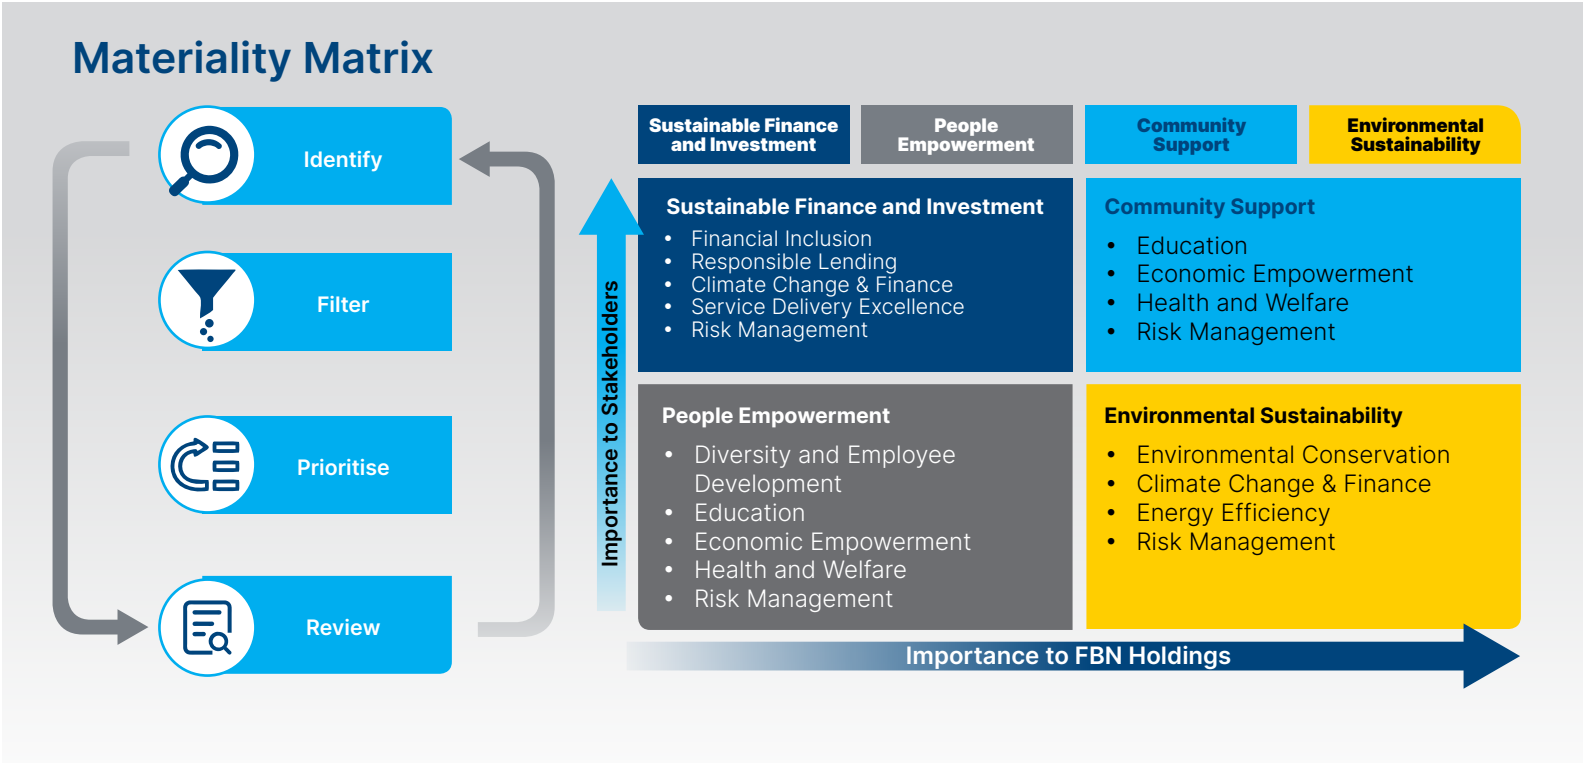 Materiality Matrix
Identify
Filter
Prioritise
Review
Sustainable Finance
and Investment
People
Empowerment
Community
Support
Environmental
Sustainability
Importance to Stakeholders
Sustainable Finance and Investment
• Financial Inclusion
• Responsible Lending
• Climate Change & Finance
• Service Delivery Excellence
• Risk Management
Community Support
• Education
• Economic Empowerment
• Health and Welfare
• Risk Management
People Empowerment
• Diversity and Employee
Development
• Education
• Economic Empowerment
• Health and Welfare
• Risk Management
Environmental Sustainability
• Environmental Conservation
• Climate Change & Finance
• Energy Efficiency
• Risk Management
Importance to FBN Holdings